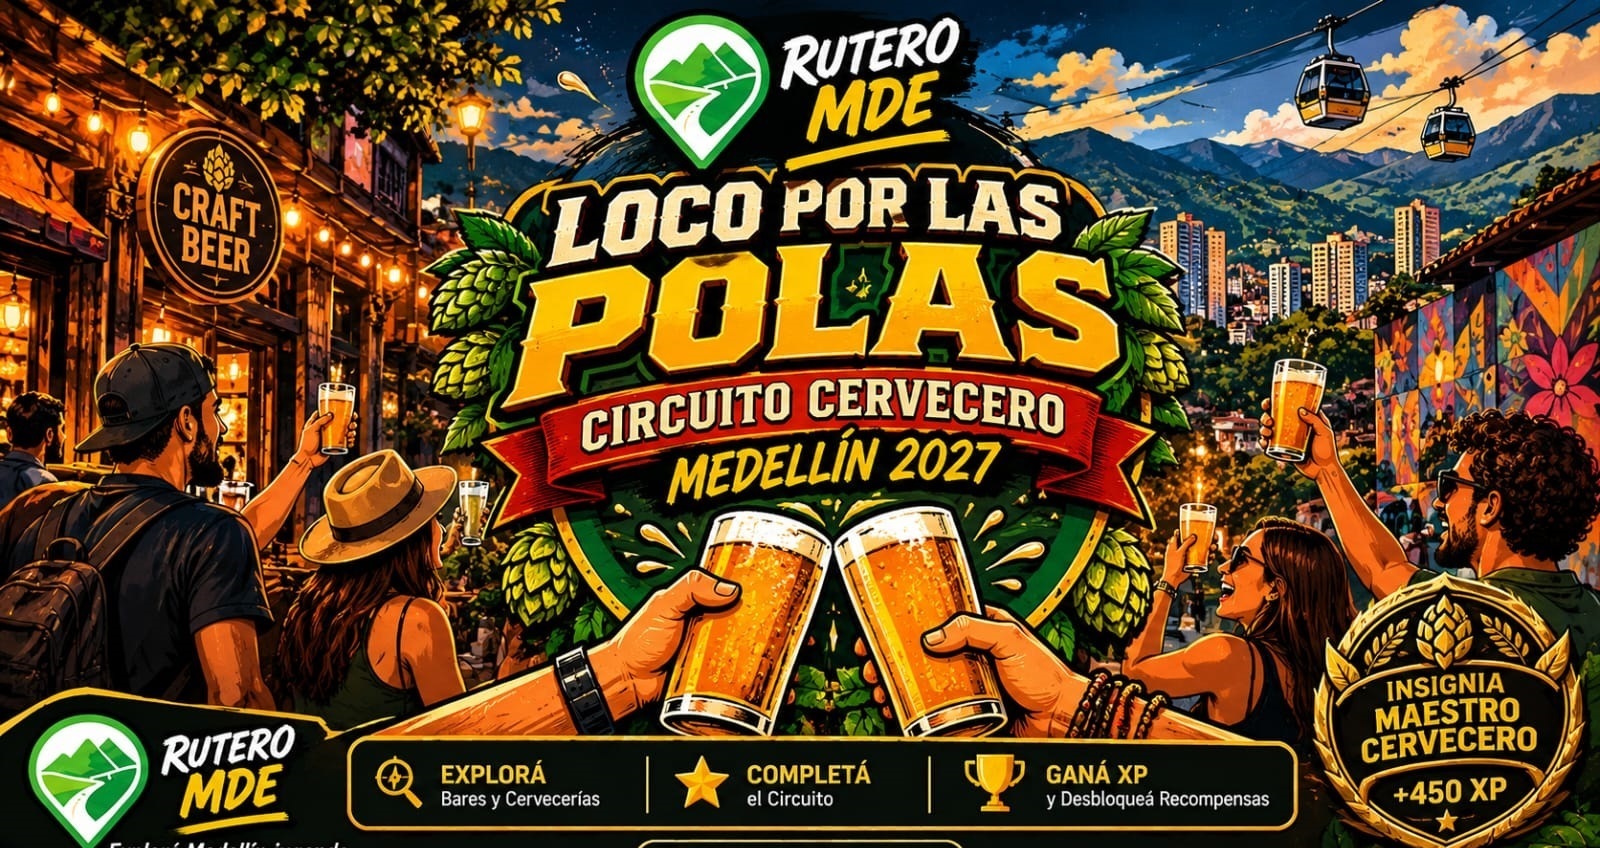 RUTERO
MDE
CRAFT
BEER
LOCO POR LAS
POLAS
CIRCUITO CERVECERO
MEDELLÍN 2027
INSIGNIA
MAESTRO
CERVECERO
+450 XP
RUTERO
MDE
EXPLORÁ
Bares y Cervecerías
COMPLETÁ
el Circuito
GANÁ XP
y Desbloqueá Recompensas